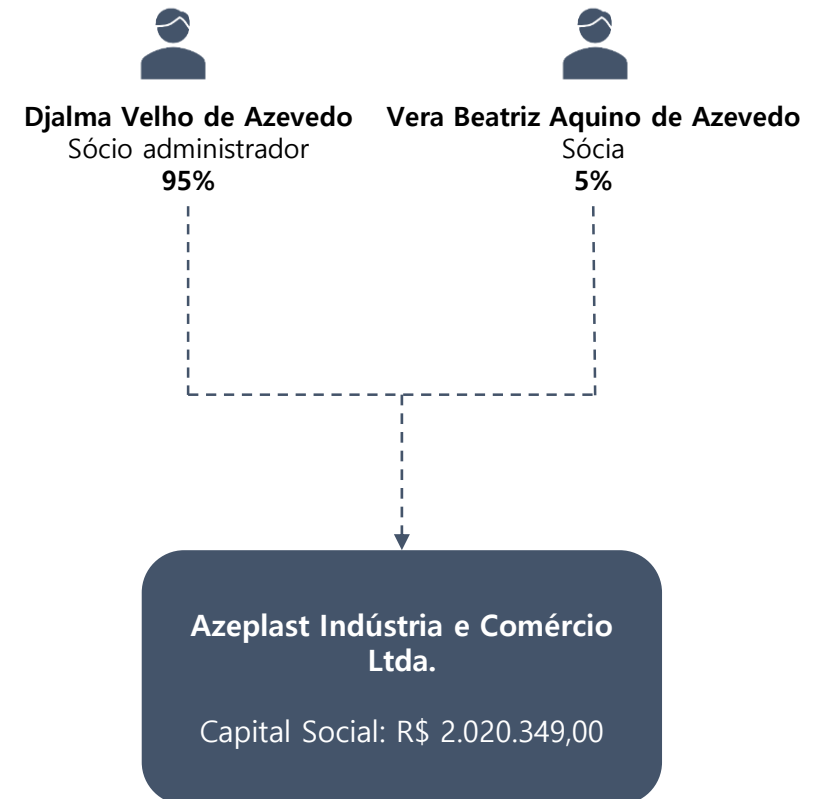 Djalma Velho de Azevedo
Sócio administrador
95%
Vera Beatriz Aquino de Azevedo
Sócia
5%
Azeplast Indústria e Comércio
Ltda.
Capital Social: R$ 2.020.349,00